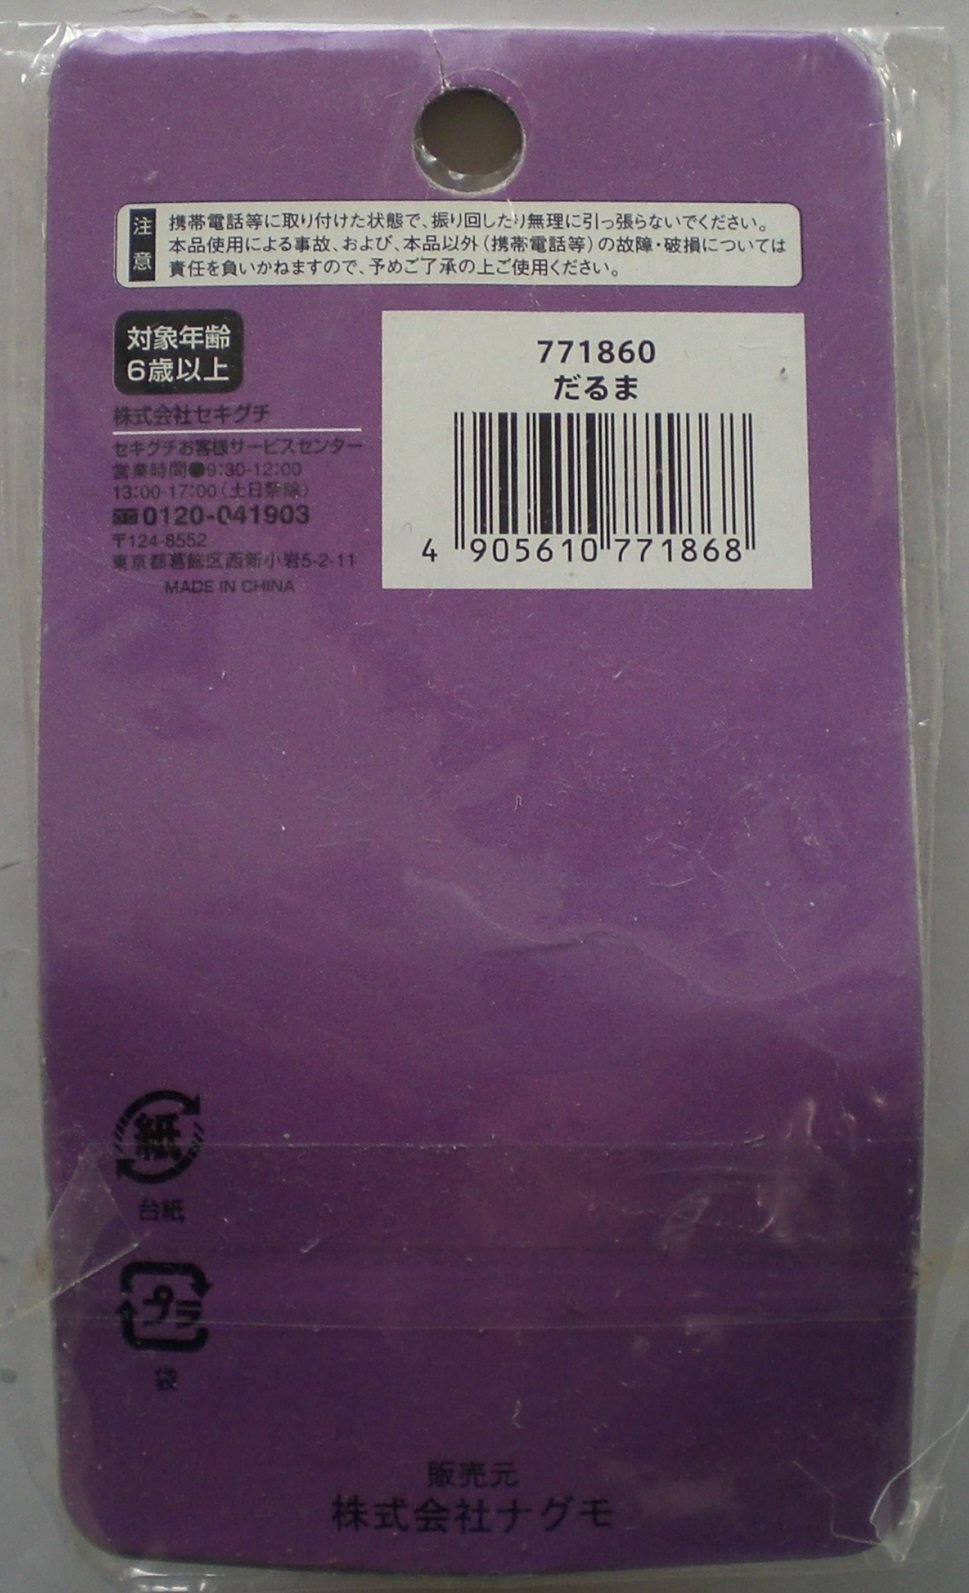 注意
携帯電話等に取り付けた状態で、振り回したり無理に引っ張らないでください。
本品使用による事故、および、本品以外（携帯電話等）の故障・破損については
責任を負いかねますので、予めご了承の上ご使用ください。
対象年齢
6歳以上
株式会社セキグチ
セキグチお客様サービスセンター
営業時間●9:30-12:00
13:00-17:00（土日祭除）
0120-041903
〒124-8552
東京都葛飾区西新小岩5-2-11
MADE IN CHINA
771860
だるま
4 905610 771868
紙
台紙
プラ
袋
販売元
株式会社ナグモ